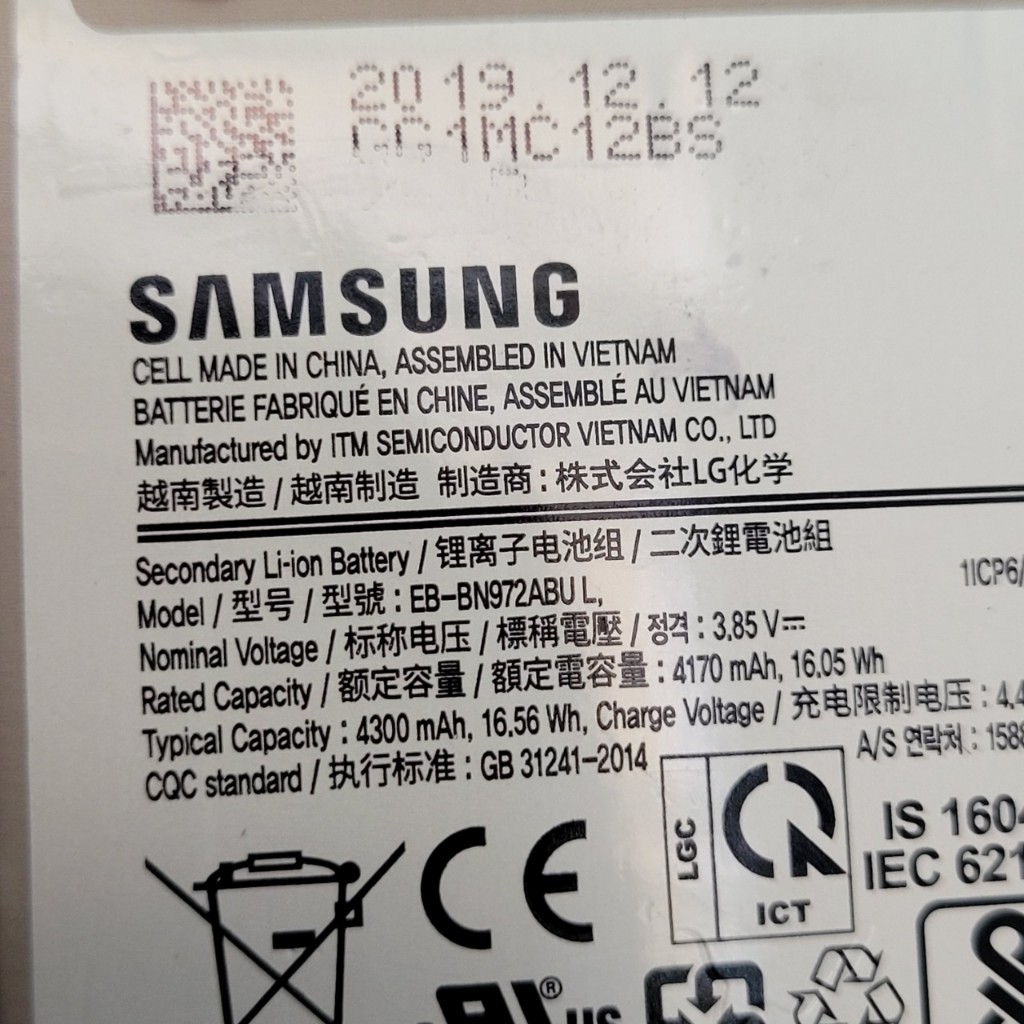 2019.12.12
SAMSUNG
CELL MADE IN CHINA, ASSEMBLED IN VIETNAM
BATTERIE FABRIQUÉ EN CHINE, ASSEMBLÉ AU VIETNAM
Manufactured by ITM SEMICONDUCTOR VIETNAM CO., LTD
越南製造 / 越南制造 制造商 : 株式会社LG化学
Secondary Li-ion Battery / 锂离子电池组 / 二次鋰電池組
1ICP6/
Model / 型号 / 型號 : EB-BN972ABU L,
Nominal Voltage / 标称电压 / 標稱電壓 / 정격 : 3.85 V⎓
Rated Capacity / 额定容量 / 額定電容量 : 4170 mAh, 16.05 Wh
Typical Capacity : 4300 mAh, 16.56 Wh, Charge Voltage / 充电限制电压 : 4.4
A/S 연락처 : 1588
CQC standard / 执行标准 : GB 31241-2014
LGC
ICT
IS 1604
IEC 621
CE
® US